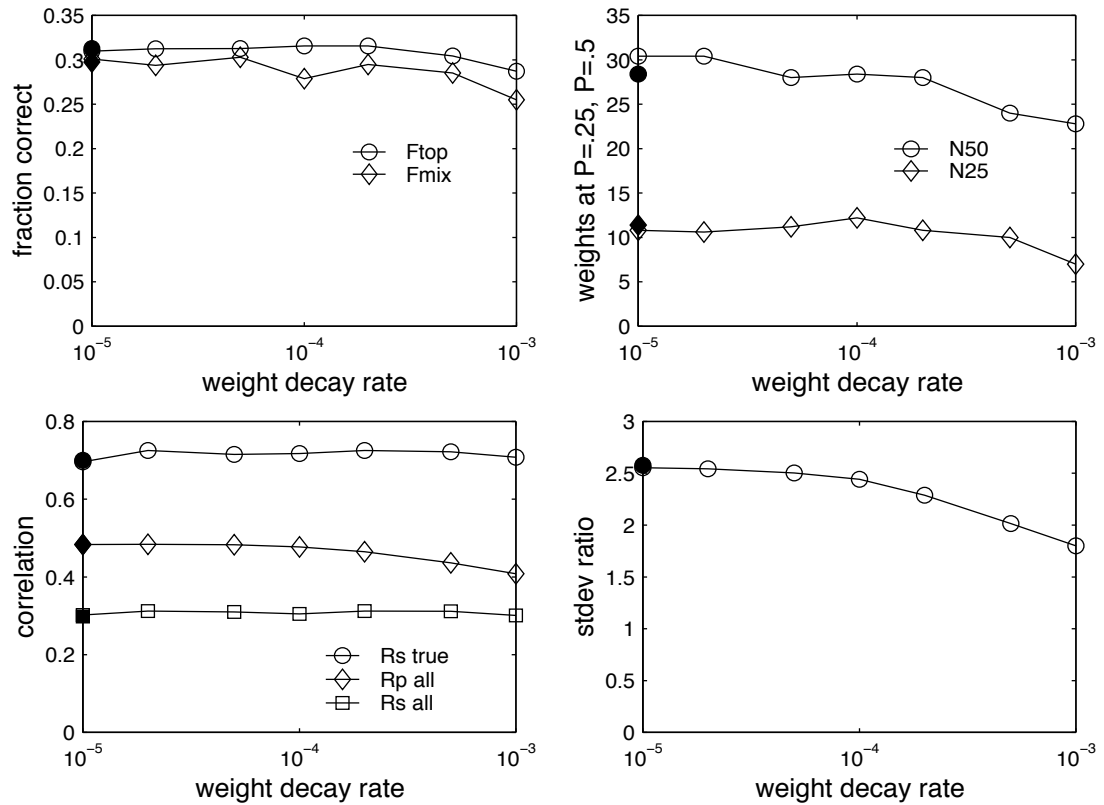 0.35
0.3
0.25
0.2
0.15
0.1
0.05
0
fraction correct
Ftop
Fmix
10⁻⁵
10⁻⁴
10⁻³
weight decay rate
35
30
25
20
15
10
5
0
weights at P=.25, P=.5
N50
N25
10⁻⁵
10⁻⁴
10⁻³
weight decay rate
0.8
0.6
0.4
0.2
0
correlation
Rs true
Rp all
Rs all
10⁻⁵
10⁻⁴
10⁻³
weight decay rate
3
2.5
2
1.5
1
0.5
0
stdev ratio
10⁻⁵
10⁻⁴
10⁻³
weight decay rate